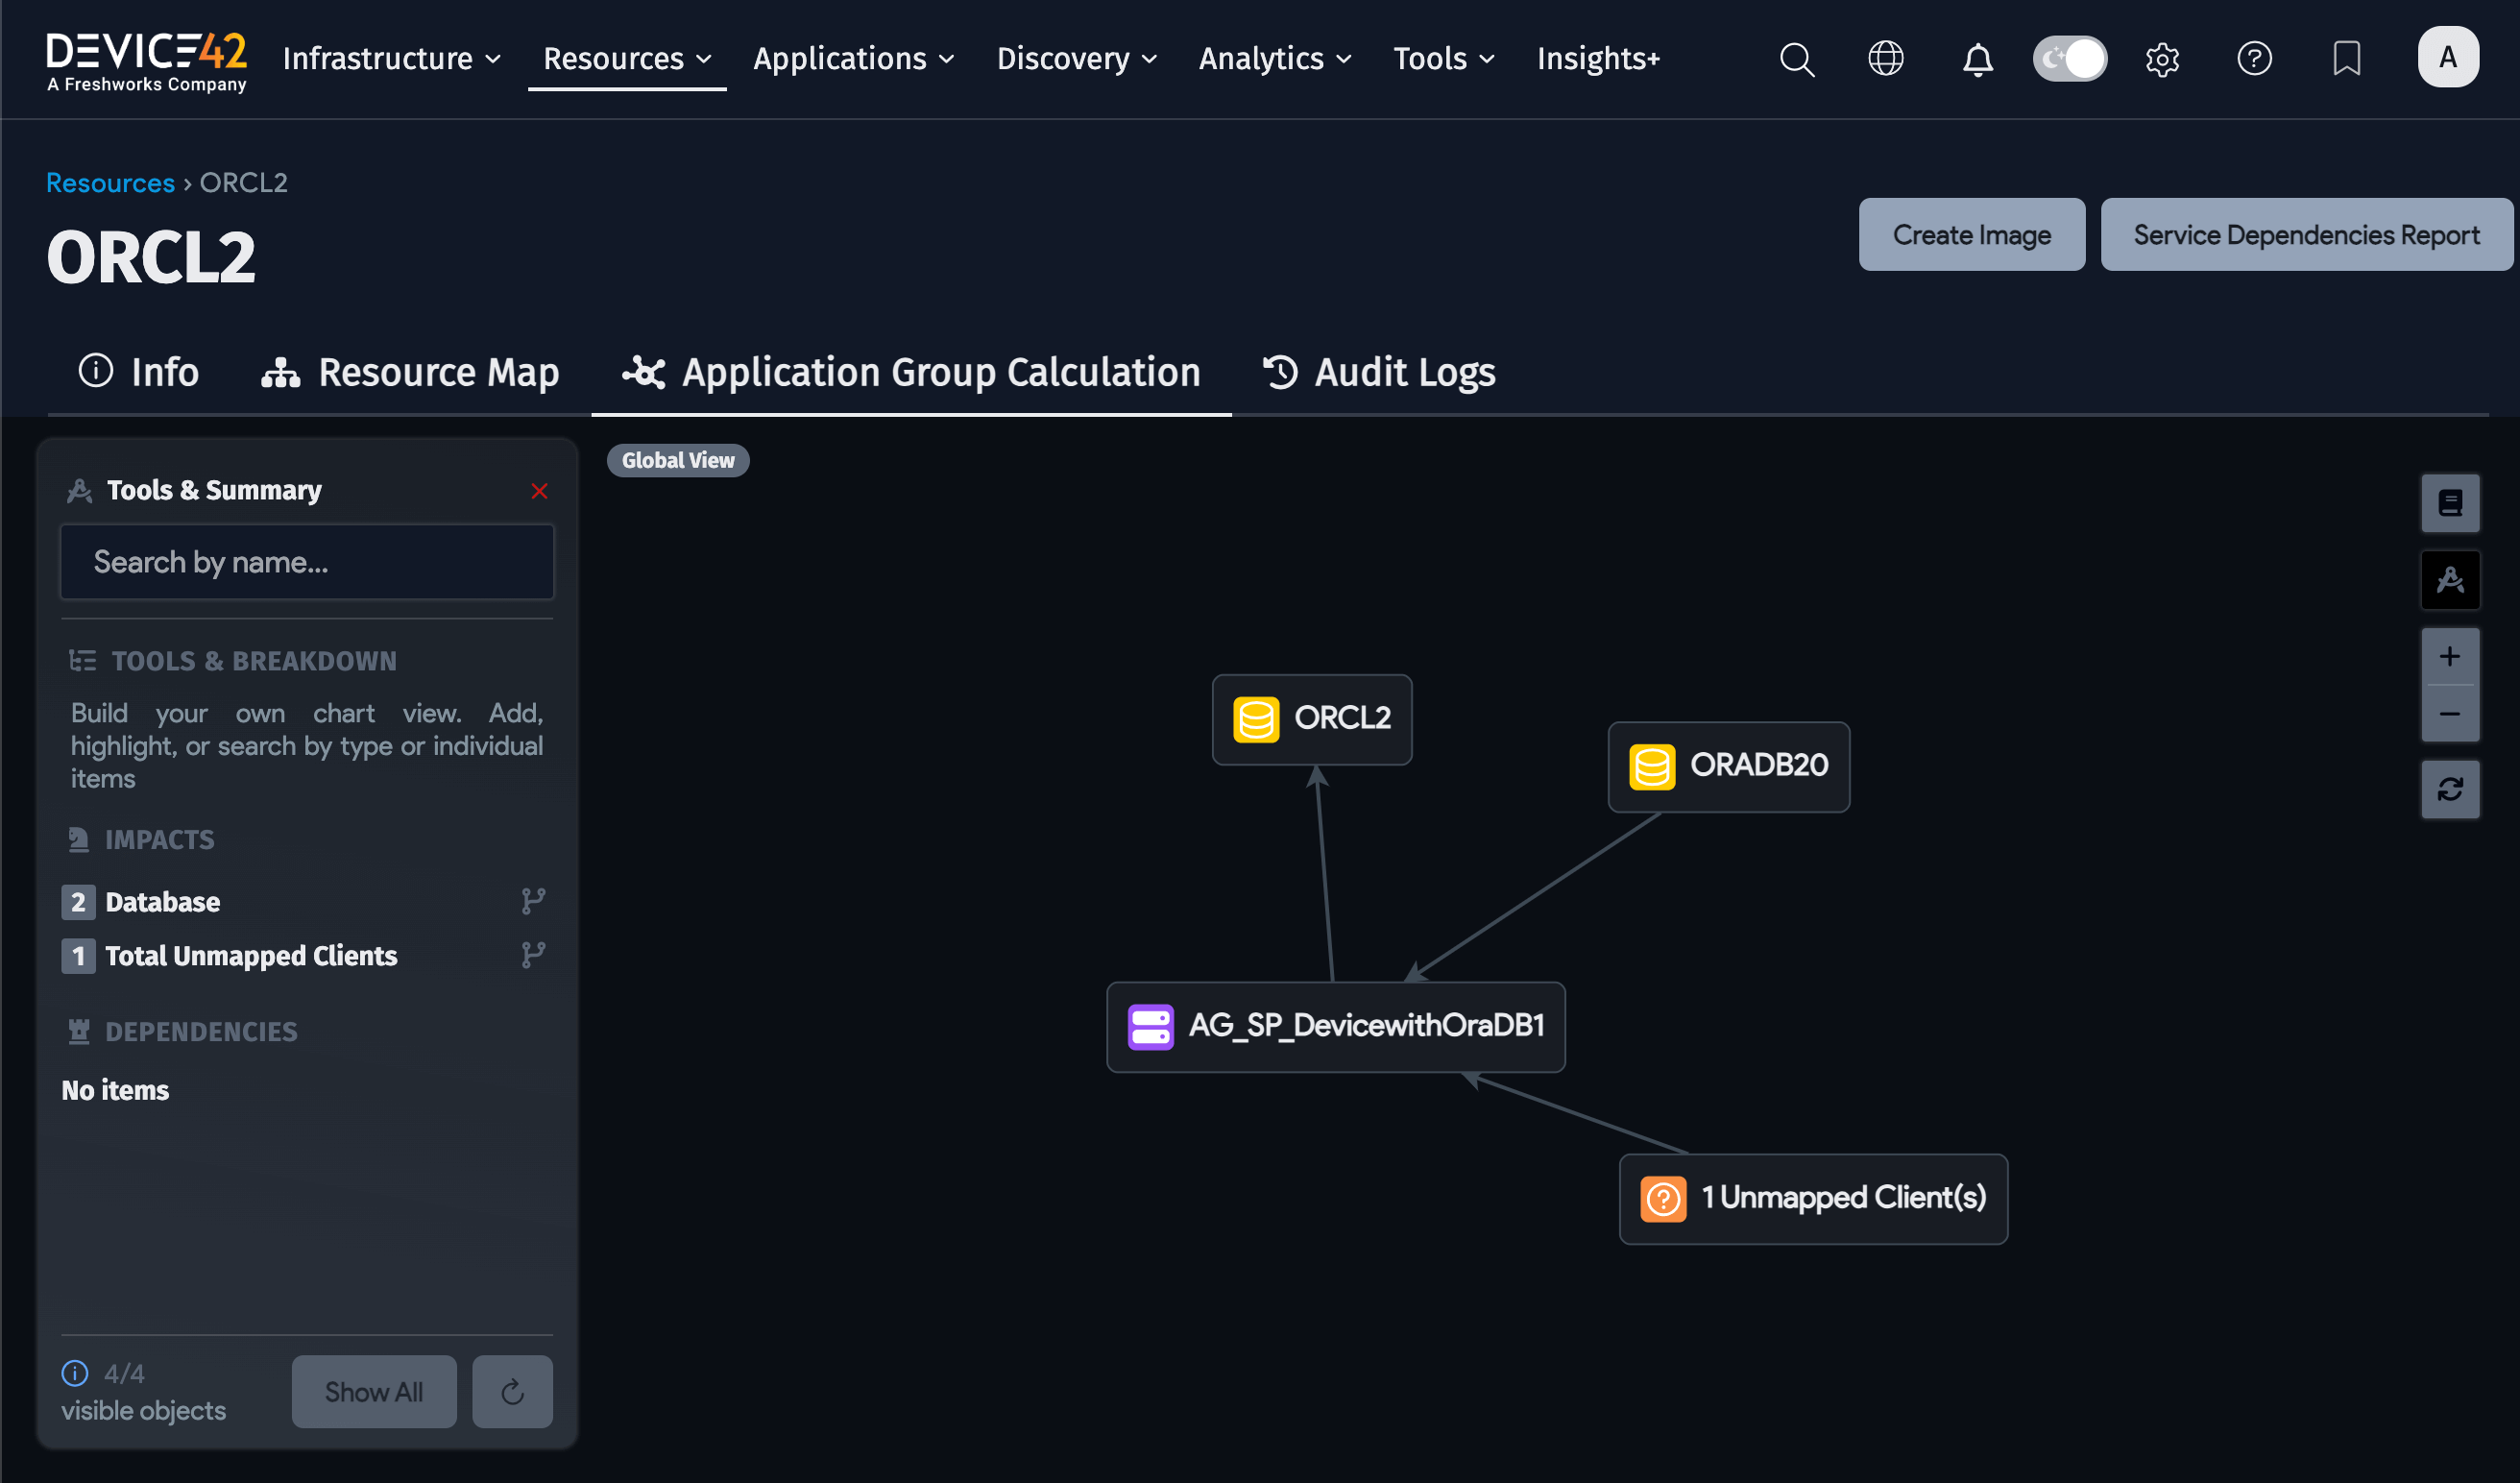 DEVICE42
A Freshworks Company
Infrastructure
Resources
Applications
Discovery
Analytics
Tools
Insights+
A
Resources › ORCL2
ORCL2
Create Image
Service Dependencies Report
Info
Resource Map
Application Group Calculation
Audit Logs
Tools & Summary
Search by name...
TOOLS & BREAKDOWN
Build your own chart view. Add,
highlight, or search by type or individual
items
IMPACTS
2 Database
1 Total Unmapped Clients
DEPENDENCIES
No items
4/4
visible objects
Show All
Global View
ORCL2
ORADB20
AG_SP_DevicewithOraDB1
1 Unmapped Client(s)